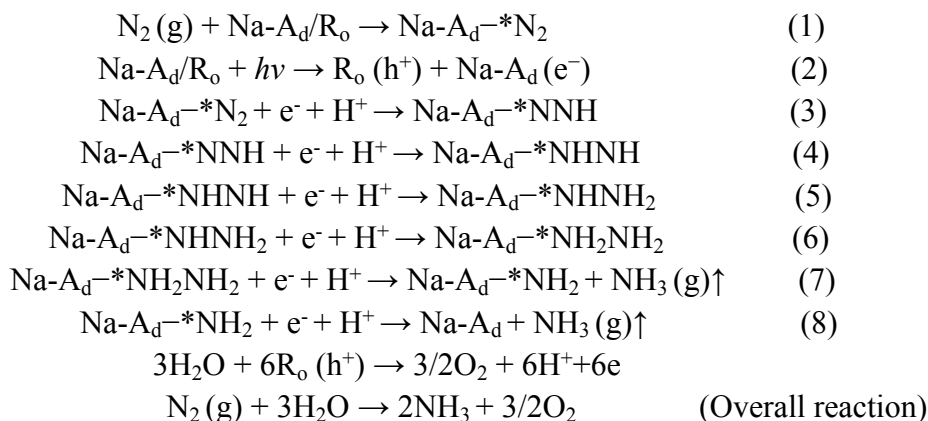 N₂ (g) + Na-A_d/R_o → Na-A_d−*N₂ (1)
Na-A_d/R_o + hν → R_o (h⁺) + Na-A_d (e⁻) (2)
Na-A_d−*N₂ + e⁻ + H⁺ → Na-A_d−*NNH (3)
Na-A_d−*NNH + e⁻ + H⁺ → Na-A_d−*NHNH (4)
Na-A_d−*NHNH + e⁻ + H⁺ → Na-A_d−*NHNH₂ (5)
Na-A_d−*NHNH₂ + e⁻ + H⁺ → Na-A_d−*NH₂NH₂ (6)
Na-A_d−*NH₂NH₂ + e⁻ + H⁺ → Na-A_d−*NH₂ + NH₃ (g)↑ (7)
Na-A_d−*NH₂ + e⁻ + H⁺ → Na-A_d + NH₃ (g)↑ (8)
3H₂O + 6R_o (h⁺) → 3/2O₂ + 6H⁺+6e
N₂ (g) + 3H₂O → 2NH₃ + 3/2O₂ (Overall reaction)